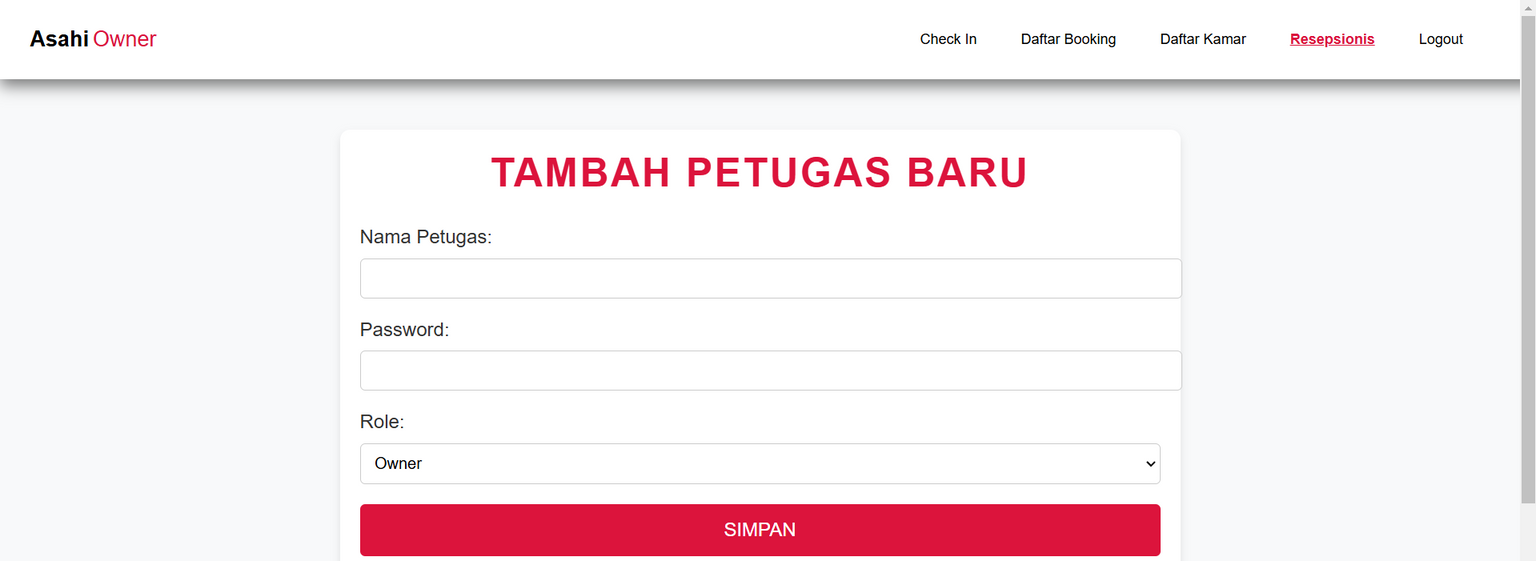 Asahi Owner Check In Daftar Booking Daftar Kamar Resepsionis Logout
TAMBAH PETUGAS BARU
Nama Petugas:
Password:
Role:
Owner
SIMPAN